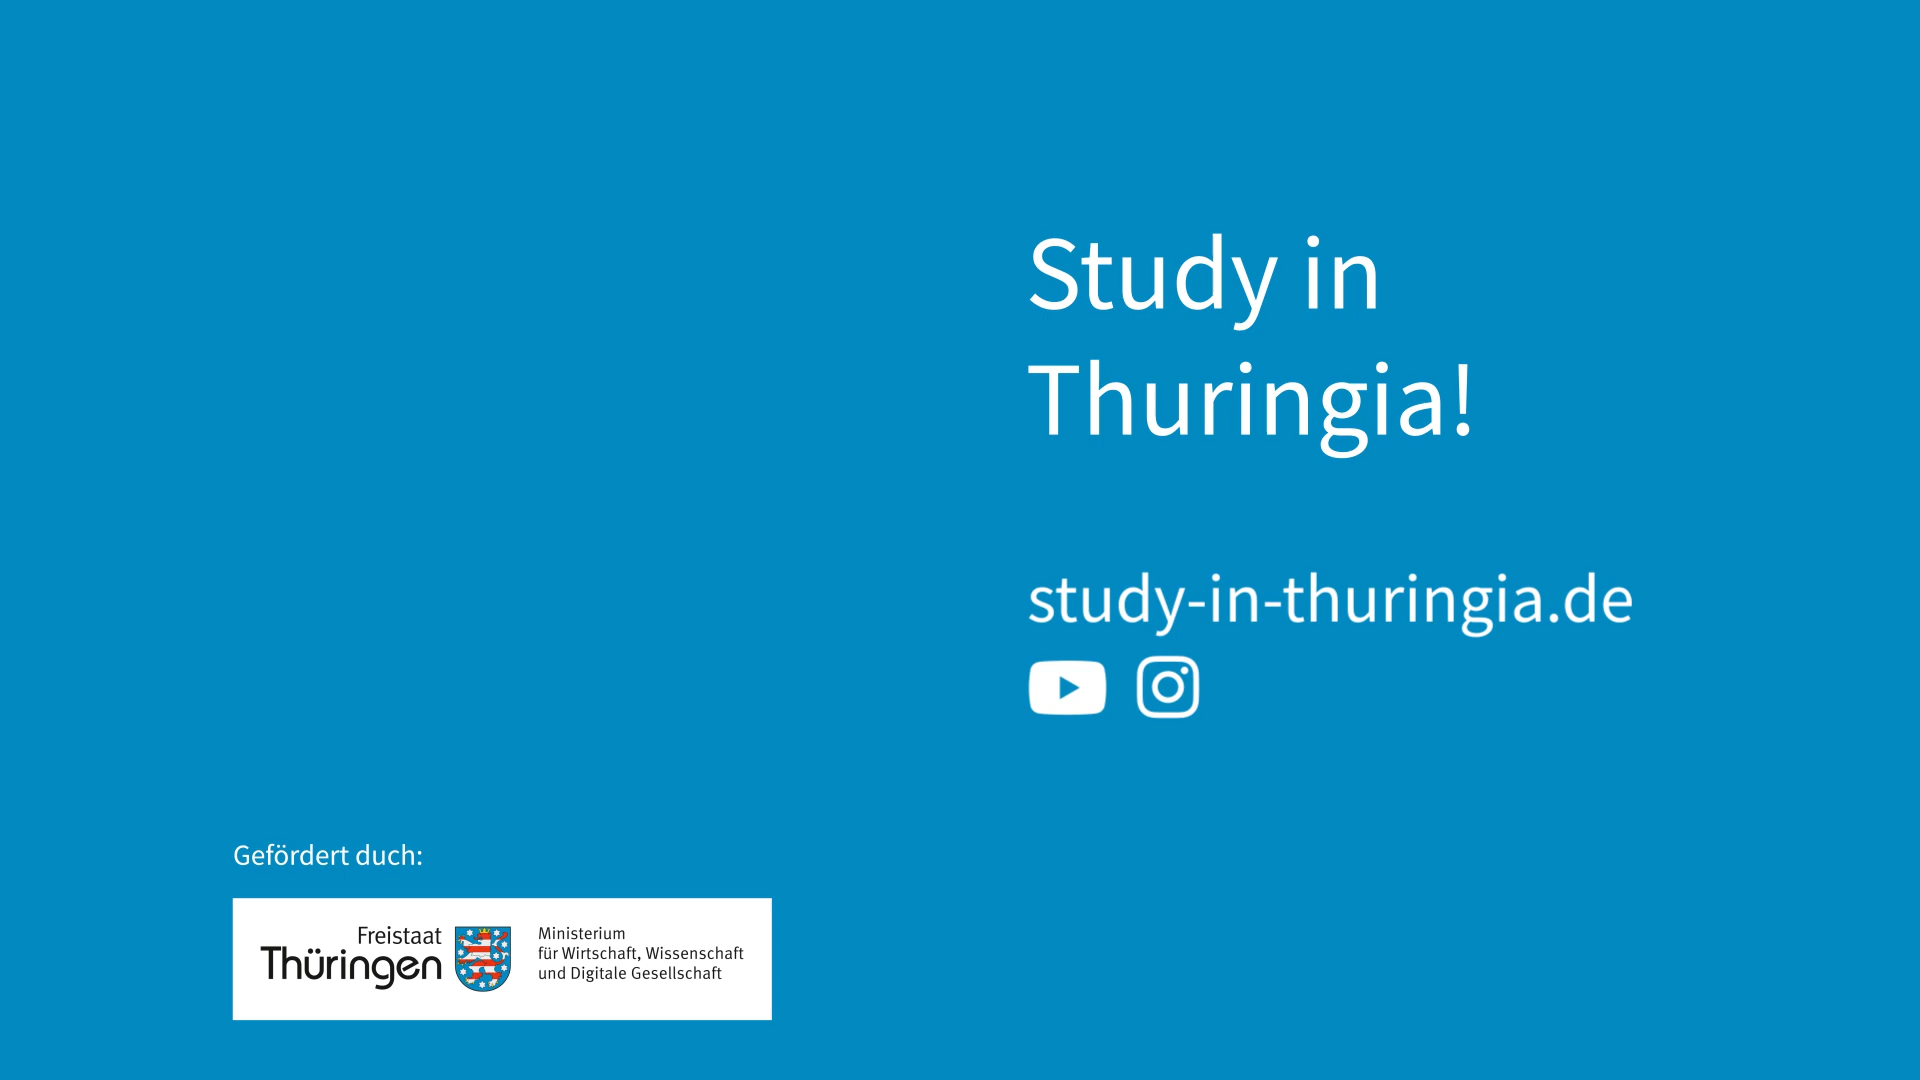 Study in
Thuringia!
study-in-thuringia.de
Gefördert duch:
Freistaat
Thüringen
Ministerium
für Wirtschaft, Wissenschaft
und Digitale Gesellschaft